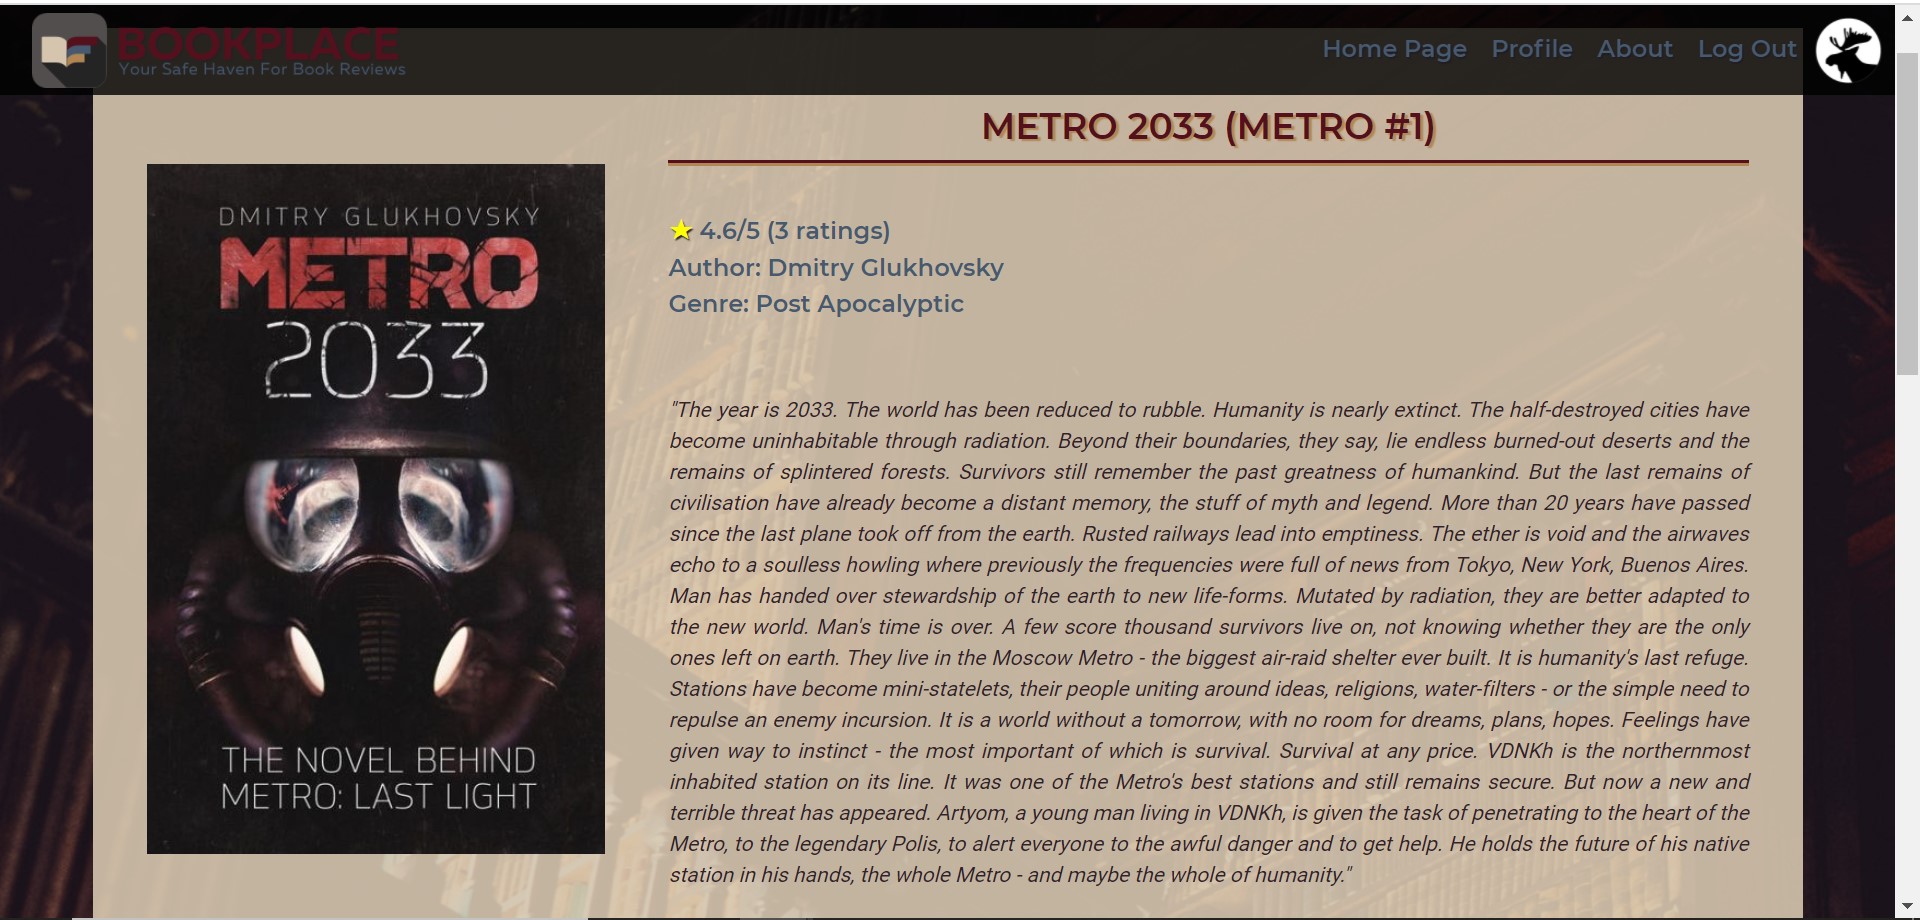 BOOKPLACE
Your Safe Haven For Book Reviews
Home Page Profile About Log Out
METRO 2033 (METRO #1)
DMITRY GLUKHOVSKY
METRO
2033
THE NOVEL BEHIND
METRO: LAST LIGHT
4.6/5 (3 ratings)
Author: Dmitry Glukhovsky
Genre: Post Apocalyptic
"The year is 2033. The world has been reduced to rubble. Humanity is nearly extinct. The half-destroyed cities have
become uninhabitable through radiation. Beyond their boundaries, they say, lie endless burned-out deserts and the
remains of splintered forests. Survivors still remember the past greatness of humankind. But the last remains of
civilisation have already become a distant memory, the stuff of myth and legend. More than 20 years have passed
since the last plane took off from the earth. Rusted railways lead into emptiness. The ether is void and the airwaves
echo to a soulless howling where previously the frequencies were full of news from Tokyo, New York, Buenos Aires.
Man has handed over stewardship of the earth to new life-forms. Mutated by radiation, they are better adapted to
the new world. Man's time is over. A few score thousand survivors live on, not knowing whether they are the only
ones left on earth. They live in the Moscow Metro - the biggest air-raid shelter ever built. It is humanity's last refuge.
Stations have become mini-statelets, their people uniting around ideas, religions, water-filters - or the simple need to
repulse an enemy incursion. It is a world without a tomorrow, with no room for dreams, plans, hopes. Feelings have
given way to instinct - the most important of which is survival. Survival at any price. VDNKh is the northernmost
inhabited station on its line. It was one of the Metro's best stations and still remains secure. But now a new and
terrible threat has appeared. Artyom, a young man living in VDNKh, is given the task of penetrating to the heart of the
Metro, to the legendary Polis, to alert everyone to the awful danger and to get help. He holds the future of his native
station in his hands, the whole Metro - and maybe the whole of humanity."